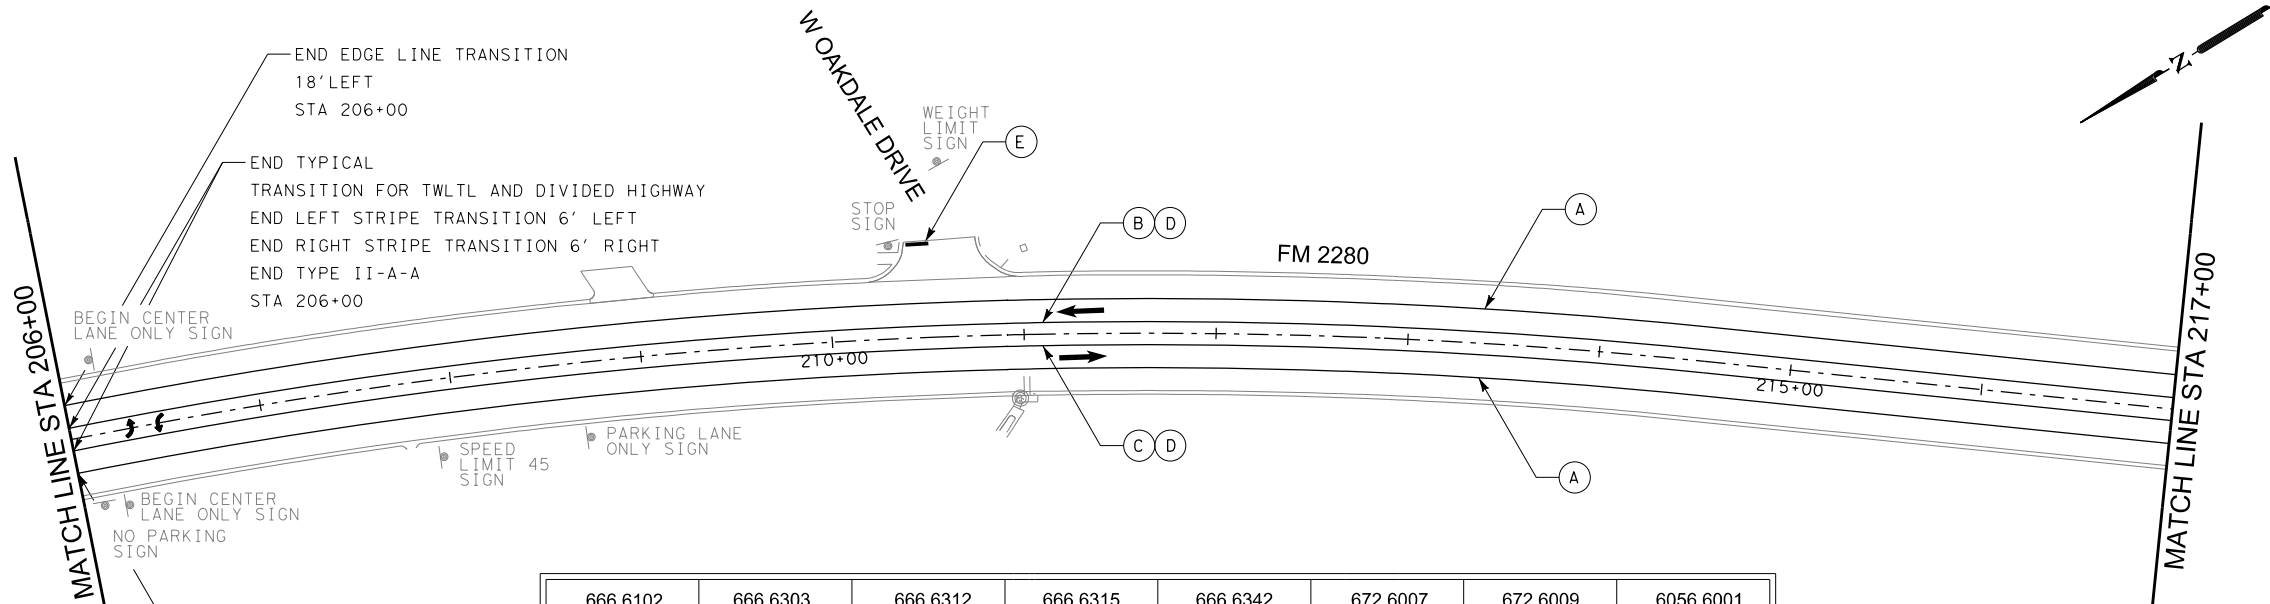 END EDGE LINE TRANSITION
18' LEFT
STA 206+00
END TYPICAL
TRANSITION FOR TWLTL AND DIVIDED HIGHWAY
END LEFT STRIPE TRANSITION 6' LEFT
END RIGHT STRIPE TRANSITION 6' RIGHT
END TYPE II-A-A
STA 206+00
W OAKDALE DRIVE
WEIGHT
LIMIT
SIGN
E
STOP
SIGN
B D
A
FM 2280
N
MATCH LINE STA 206+00
BEGIN CENTER
LANE ONLY SIGN
210+00
215+00
MATCH LINE STA 217+00
PARKING LANE
ONLY SIGN
SPEED
LIMIT 45
SIGN
C D
A
BEGIN CENTER
LANE ONLY SIGN
NO PARKING
SIGN
666 6102 666 6303 666 6312 666 6315 666 6342 672 6007 672 6009 6056 6001